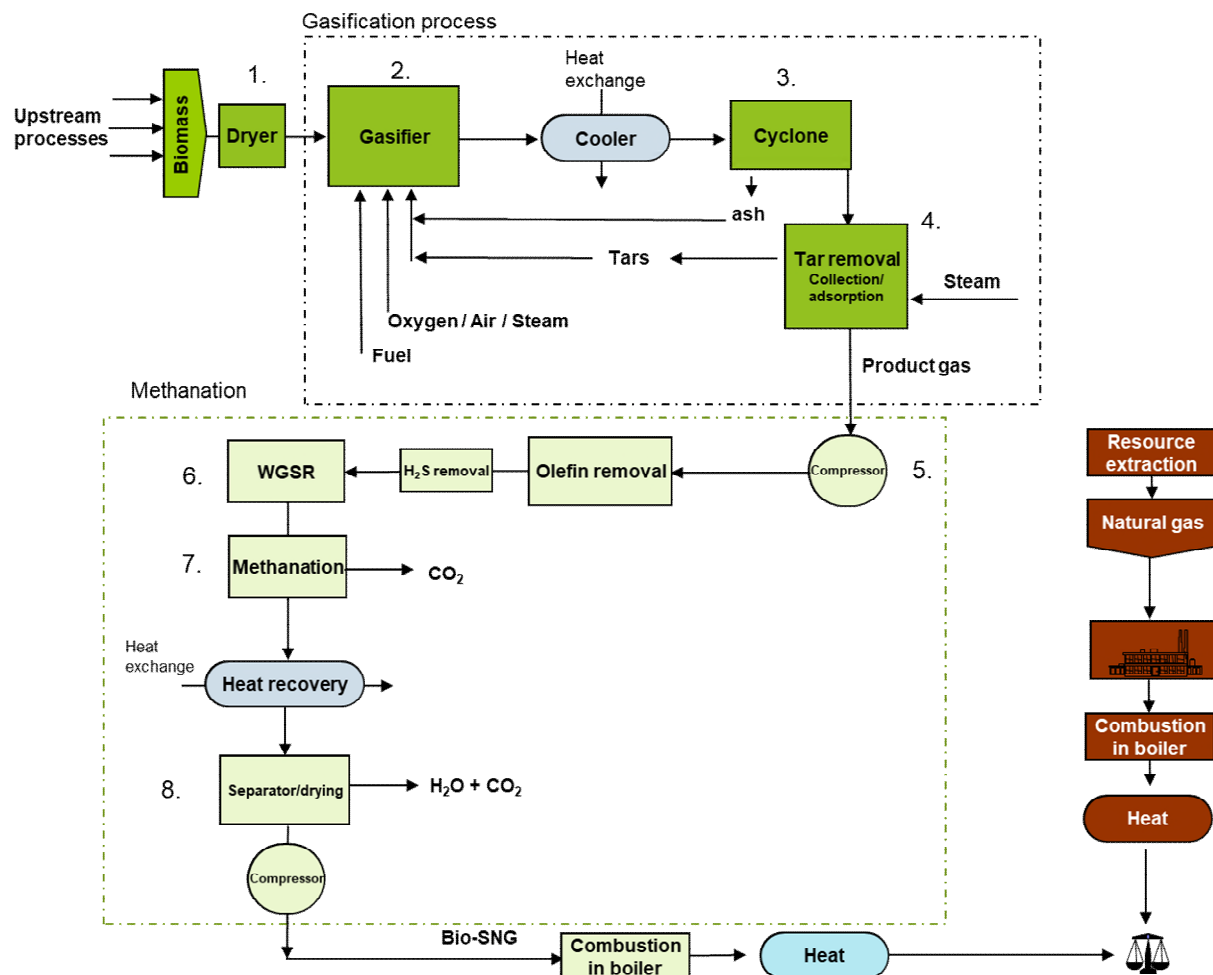 Gasification process
Upstream
processes
Biomass
1.
Dryer
2.
Gasifier
Heat
exchange
Cooler
3.
Cyclone
ash
4.
Tar removal
Collection/
adsorption
Tars
Steam
Oxygen / Air / Steam
Fuel
Product gas
Methanation
5.
Compressor
Olefin removal
H₂S removal
6.
WGSR
7.
Methanation
CO₂
Heat
exchange
Heat recovery
8.
Separator/drying
H₂O + CO₂
Compressor
Bio-SNG
Combustion
in boiler
Heat
Resource
extraction
Natural gas
Combustion
in boiler
Heat